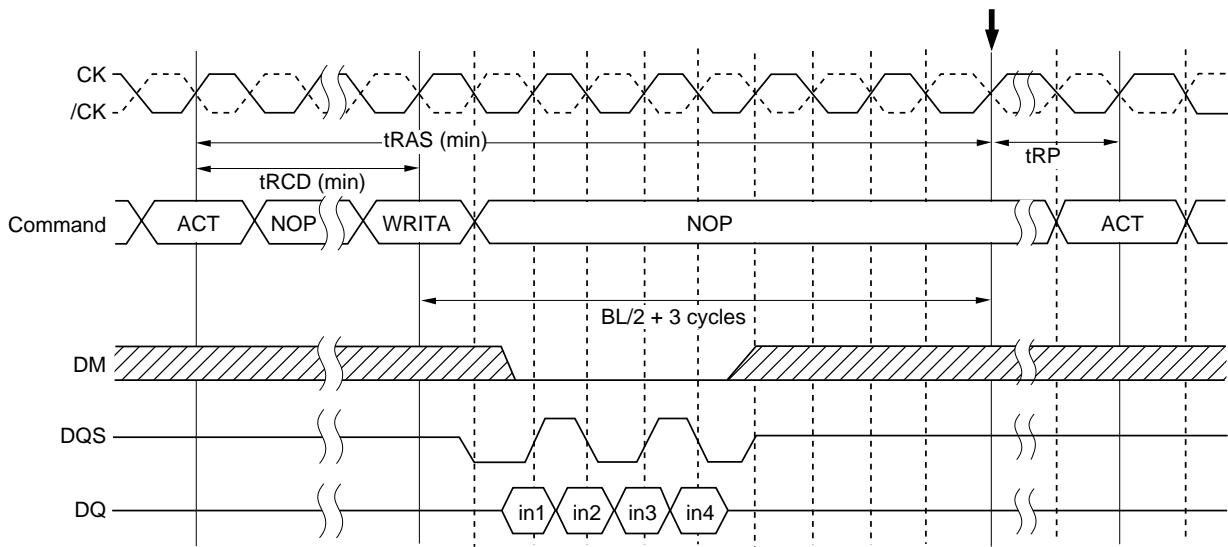 CK
/CK
tRAS (min)
tRP
tRCD (min)
Command ACT NOP WRITA NOP ACT
BL/2 + 3 cycles
DM
DQS
DQ in1 in2 in3 in4